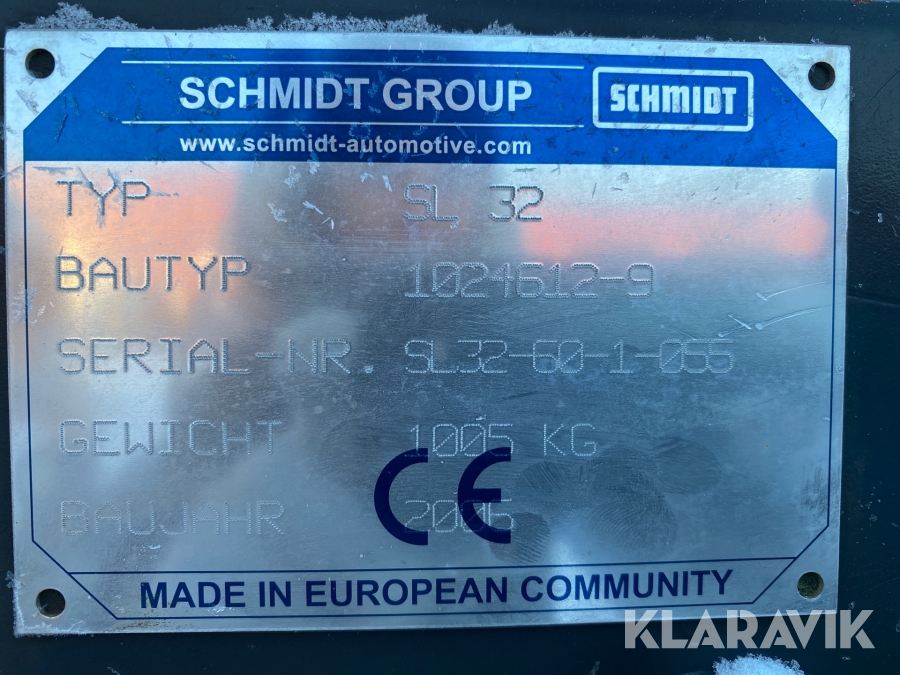 SCHMIDT GROUP
SCHMIDT
www.schmidt-automotive.com
TYP SL 32
BAUTYP 1024612-9
SERIAL-NR. SL32-60-1-055
GEWICHT 1005 KG
BAUJAHR 2006
CE
MADE IN EUROPEAN COMMUNITY
KLARAVIK